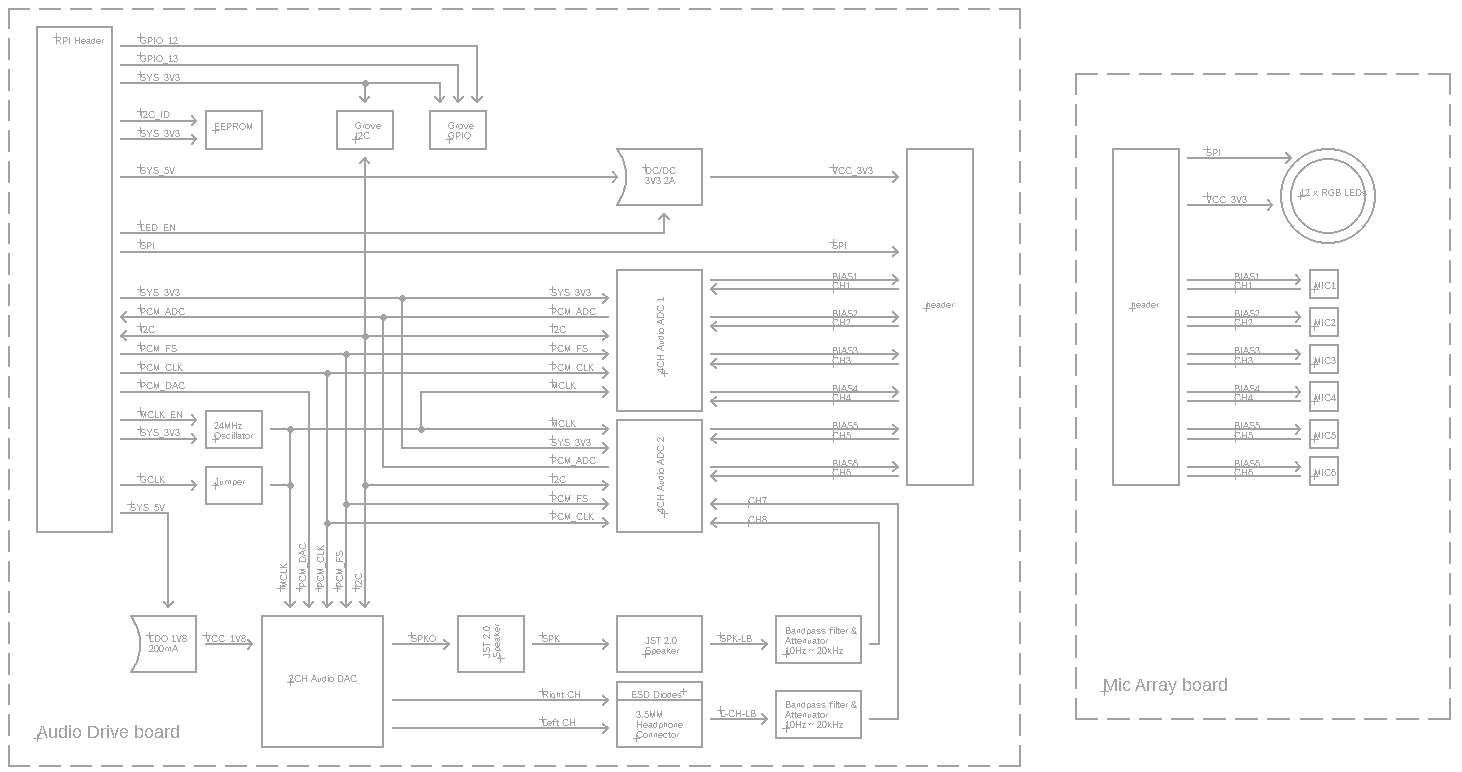 RPI Header
GPIO_12
GPIO_13
SYS_3V3
I2C_ID
SYS_3V3
EEPROM
Grove
I2C
Grove
GPIO
SYS_5V
DC/DC
3V3 2A
VCC_3V3
LED_EN
SPI
SPI
SYS_3V3
PCM_ADC
I2C
PCM_FS
PCM_CLK
PCM_DAC
MCLK_EN
SYS_3V3
24MHz
Oscillator
GCLK
Jumper
SYS_5V
SYS_3V3
PCM_ADC
I2C
PCM_FS
PCM_CLK
MCLK
4CH Audio ADC 1
MCLK
SYS_3V3
PCM_ADC
I2C
PCM_FS
PCM_CLK
4CH Audio ADC 2
BIAS1
CH1
BIAS2
CH2
BIAS3
CH3
BIAS4
CH4
BIAS5
CH5
BIAS6
CH6
CH7
CH8
header
MCLK
PCM_DAC
PCM_CLK
PCM_FS
I2C
LDO 1V8
200mA
VCC_1V8
2CH Audio DAC
SPKO
JST 2.0
Speaker
SPK
JST 2.0
Speaker
SPK-LB
Bandpass filter &
Attenuator
10Hz ~ 20kHz
Right CH
Left CH
ESD Diodes
3.5MM
Headphone
Connector
L-CH-LB
Bandpass filter &
Attenuator
10Hz ~ 20kHz
Audio Drive board
header
SPI
VCC_3V3
12 x RGB LEDs
BIAS1
CH1
MIC1
BIAS2
CH2
MIC2
BIAS3
CH3
MIC3
BIAS4
CH4
MIC4
BIAS5
CH5
MIC5
BIAS6
CH6
MIC6
Mic Array board